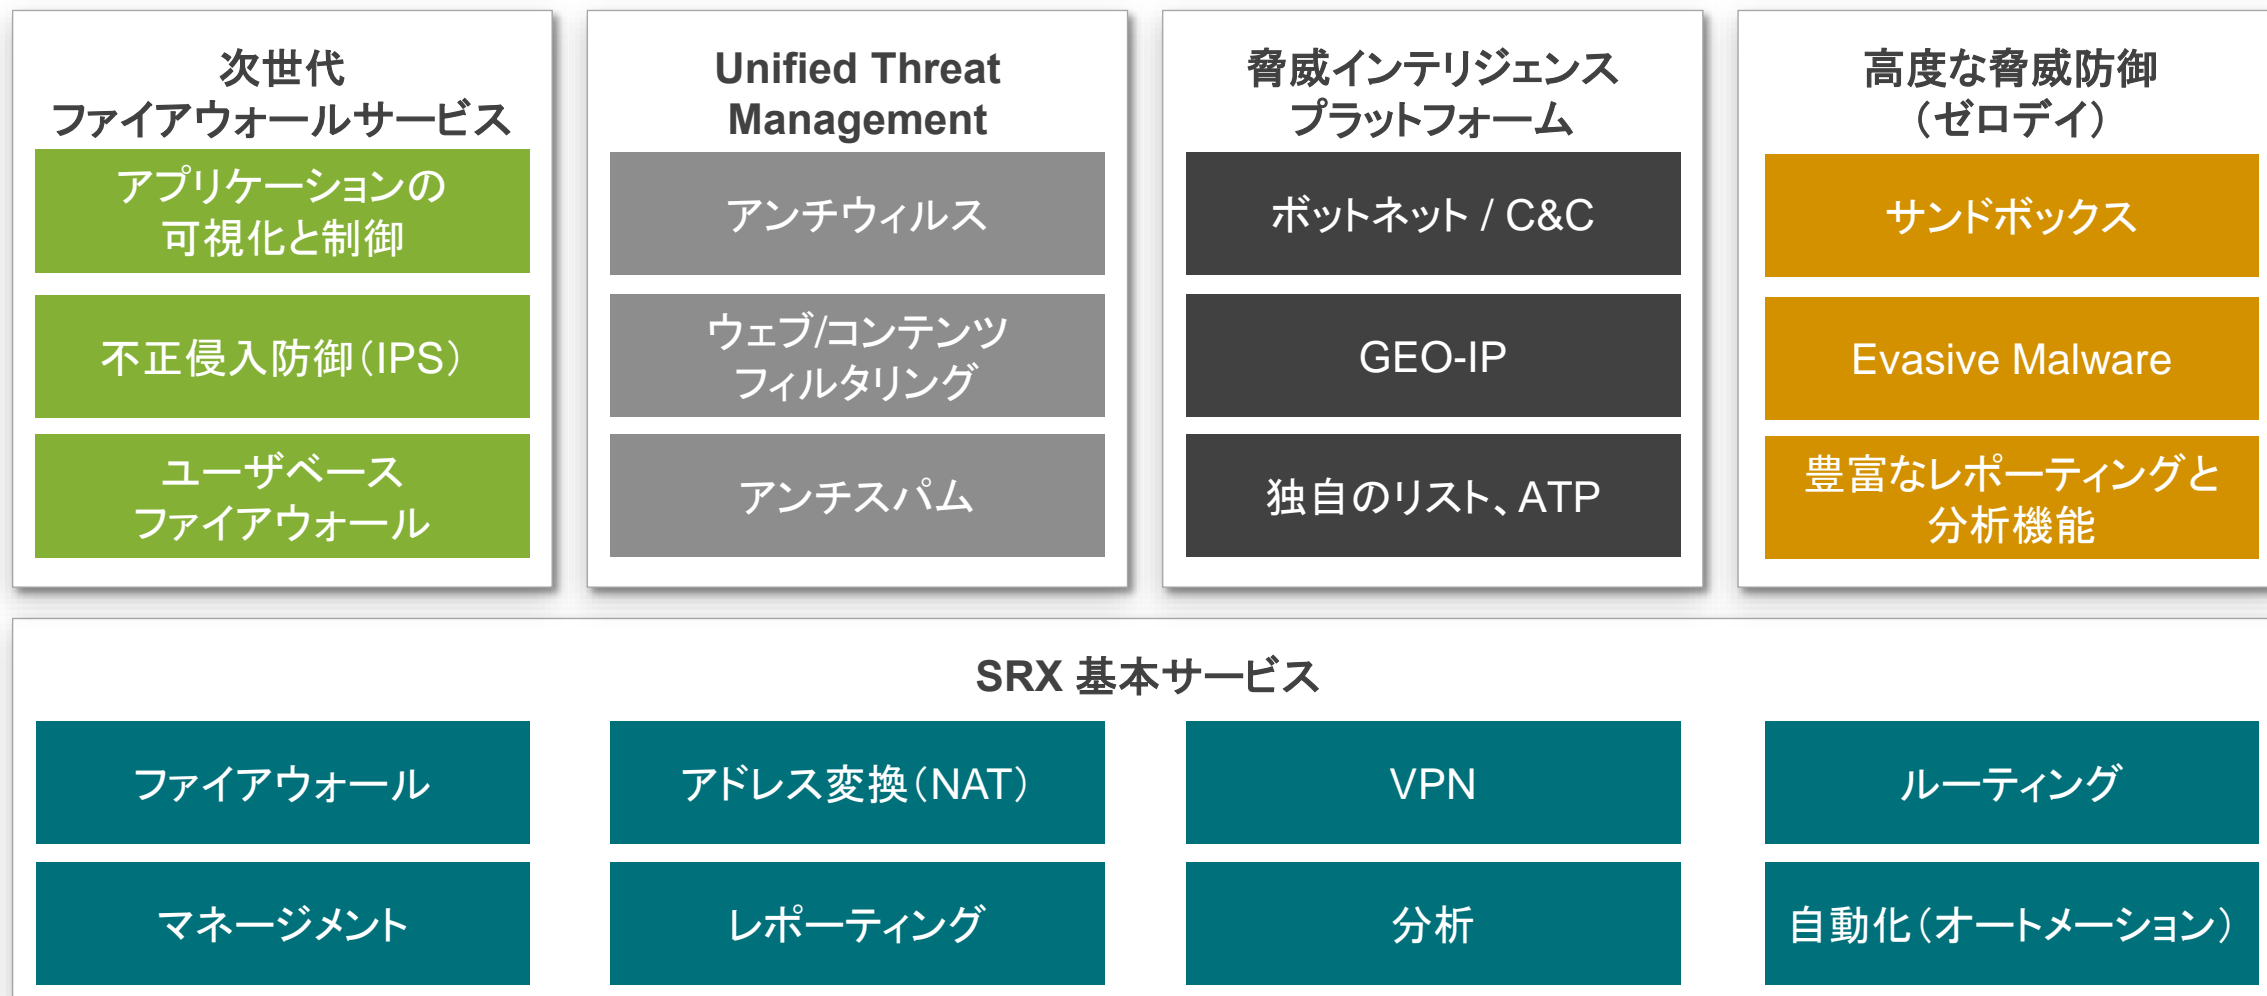 次世代
ファイアウォールサービス
アプリケーションの
可視化と制御
不正侵入防御（IPS）
ユーザベース
ファイアウォール
Unified Threat
Management
アンチウィルス
ウェブ/コンテンツ
フィルタリング
アンチスパム
脅威インテリジェンス
プラットフォーム
ボットネット / C&C
GEO-IP
独自のリスト、ATP
高度な脅威防御
（ゼロデイ）
サンドボックス
Evasive Malware
豊富なレポーティングと
分析機能
SRX 基本サービス
ファイアウォール
アドレス変換（NAT）
VPN
ルーティング
マネージメント
レポーティング
分析
自動化（オートメーション）